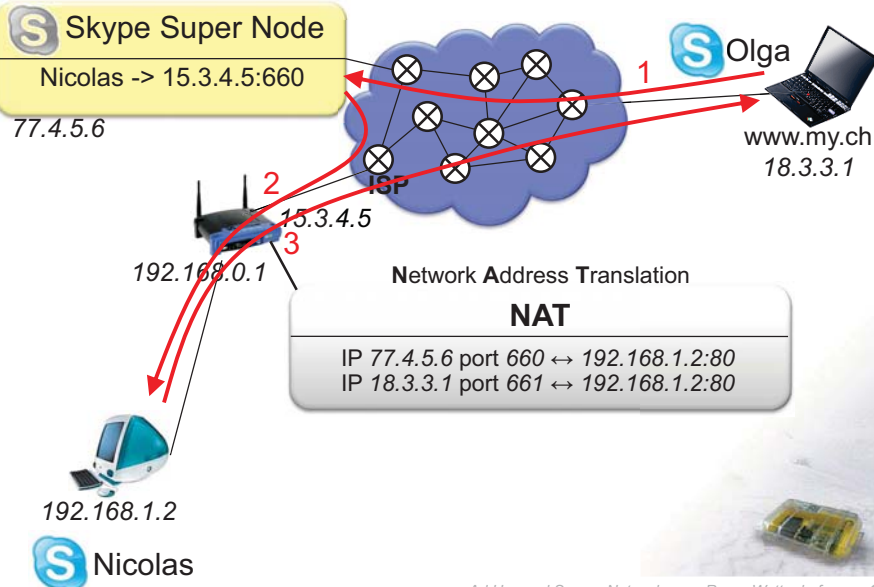 Skype Super Node
Nicolas -> 15.3.4.5:660
77.4.5.6
1
S Olga
www.my.ch
18.3.3.1
ISP
2
15.3.4.5
3
192.168.0.1
Network Address Translation
NAT
IP 77.4.5.6 port 660 ↔ 192.168.1.2:80
IP 18.3.3.1 port 661 ↔ 192.168.1.2:80
192.168.1.2
S Nicolas